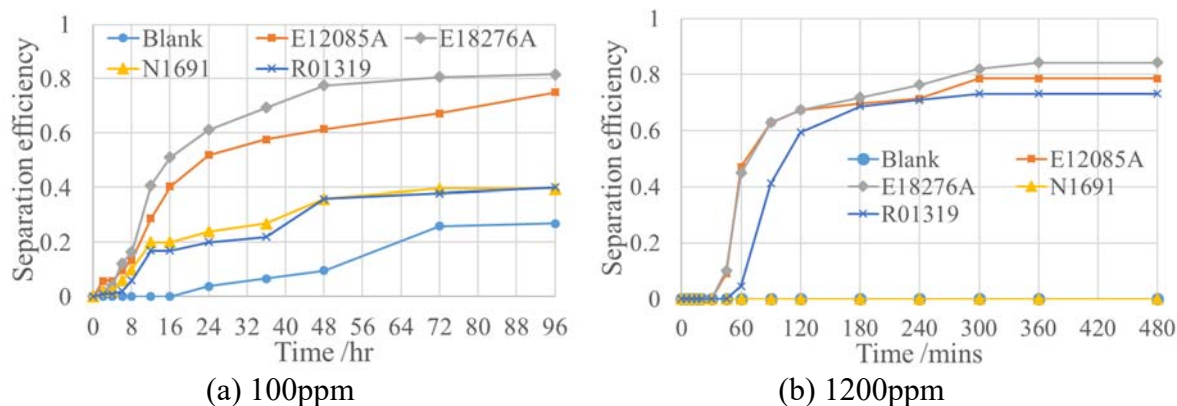 Separation efficiency
1
0.8
0.6
0.4
0.2
0
Blank E12085A E18276A
N1691 R01319
0 8 16 24 32 40 48 56 64 72 80 88 96
Time /hr
(a) 100ppm
Separation efficiency
1
0.8
0.6
0.4
0.2
0
Blank E12085A
E18276A N1691
R01319
0 60 120 180 240 300 360 420 480
Time /mins
(b) 1200ppm